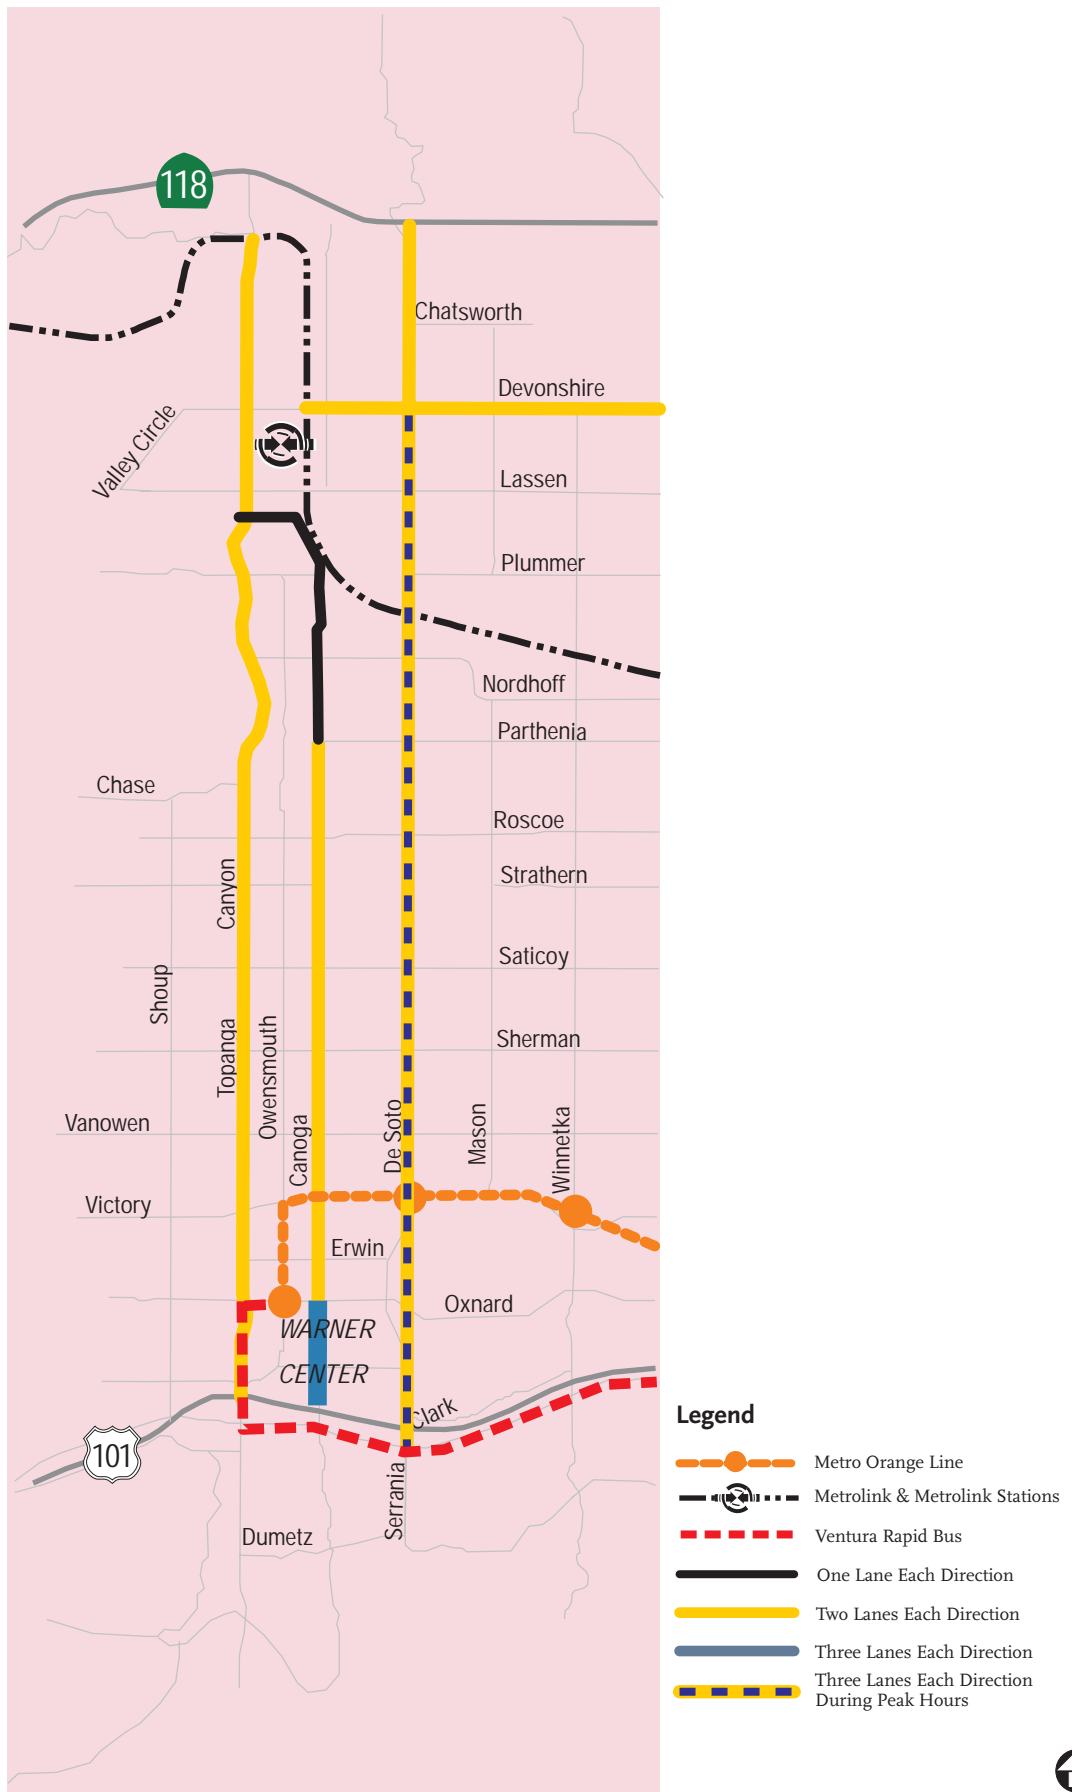 118
Chatsworth
Devonshire
Valley Circle
Lassen
Plummer
Nordhoff
Parthenia
Chase
Roscoe
Strathern
Topanga Canyon
Saticoy
Shoup
Owensmouth
Sherman
Canoga
De Soto
Mason
Winnetka
Vanowen
Victory
Erwin
Oxnard
WARNER
CENTER
Clark
101
Serrania
Dumetz
Legend
Metro Orange Line
Metrolink & Metrolink Stations
Ventura Rapid Bus
One Lane Each Direction
Two Lanes Each Direction
Three Lanes Each Direction
Three Lanes Each Direction
During Peak Hours